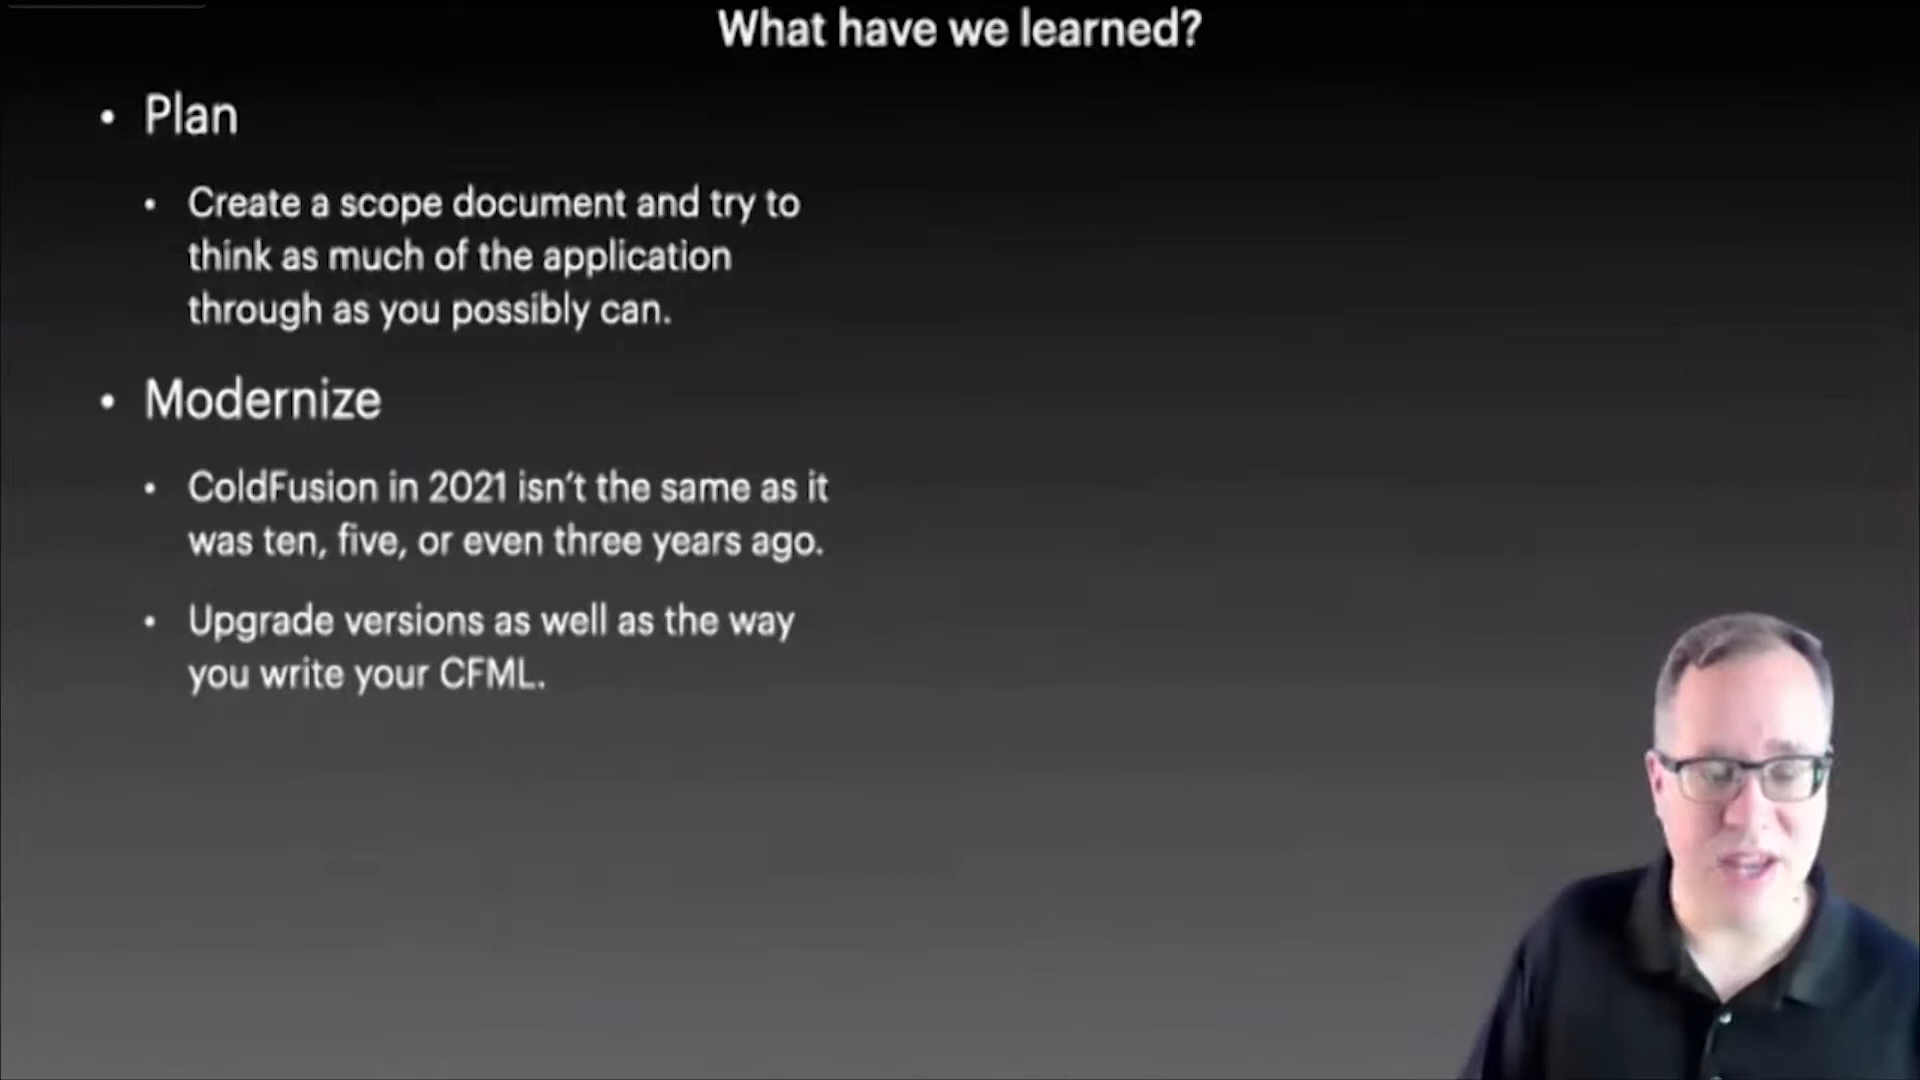 What have we learned?
• Plan
• Create a scope document and try to
think as much of the application
through as you possibly can.
• Modernize
• ColdFusion in 2021 isn't the same as it
was ten, five, or even three years ago.
• Upgrade versions as well as the way
you write your CFML.